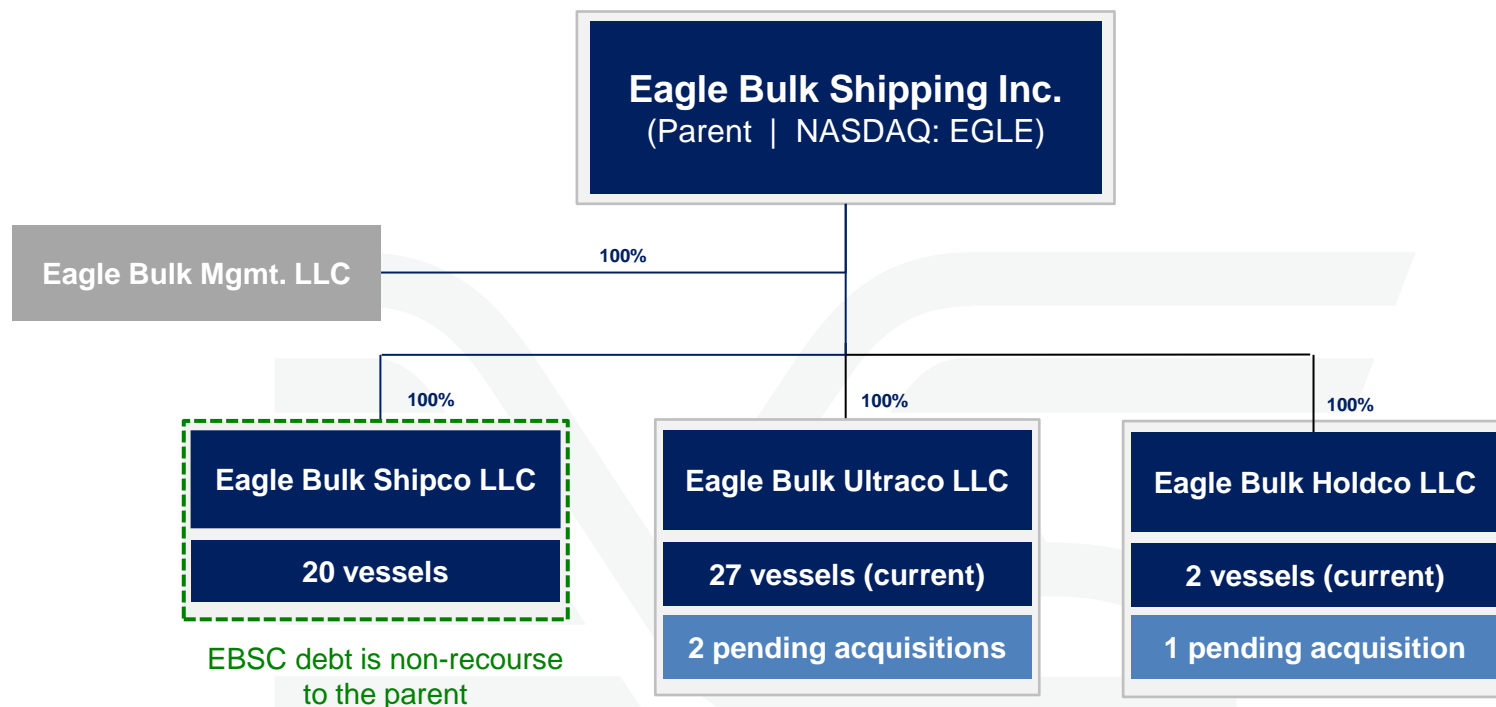 Eagle Bulk Shipping Inc.
(Parent | NASDAQ: EGLE)
Eagle Bulk Mgmt. LLC
100%
100%
100%
100%
Eagle Bulk Shipco LLC
20 vessels
EBSC debt is non-recourse
to the parent
Eagle Bulk Ultraco LLC
27 vessels (current)
2 pending acquisitions
Eagle Bulk Holdco LLC
2 vessels (current)
1 pending acquisition